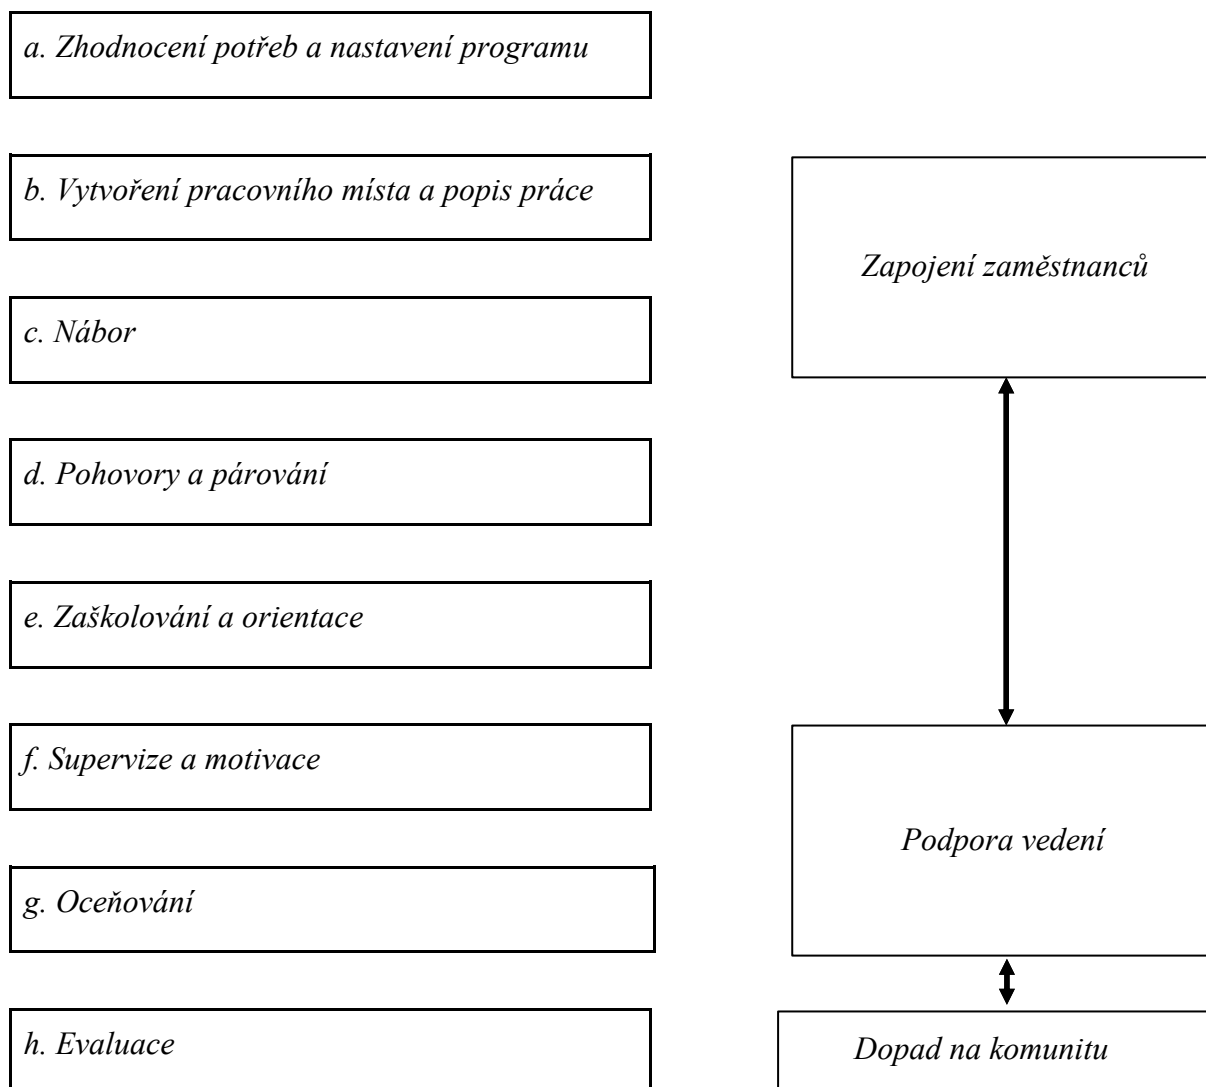 a. Zhodnocení potřeb a nastavení programu
b. Vytvoření pracovního místa a popis práce
Zapojení zaměstnanců
c. Nábor
d. Pohovory a párování
e. Zaškolování a orientace
f. Supervize a motivace
Podpora vedení
g. Oceňování
h. Evaluace
Dopad na komunitu